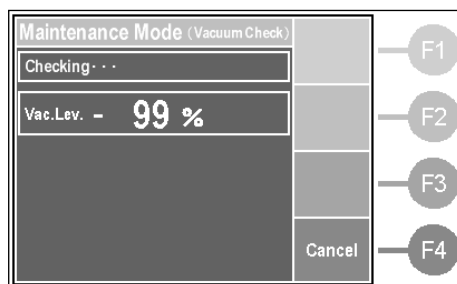 Maintenance Mode (Vacuum Check)
Checking···
Vac.Lev. - 99 %
Cancel
F1
F2
F3
F4